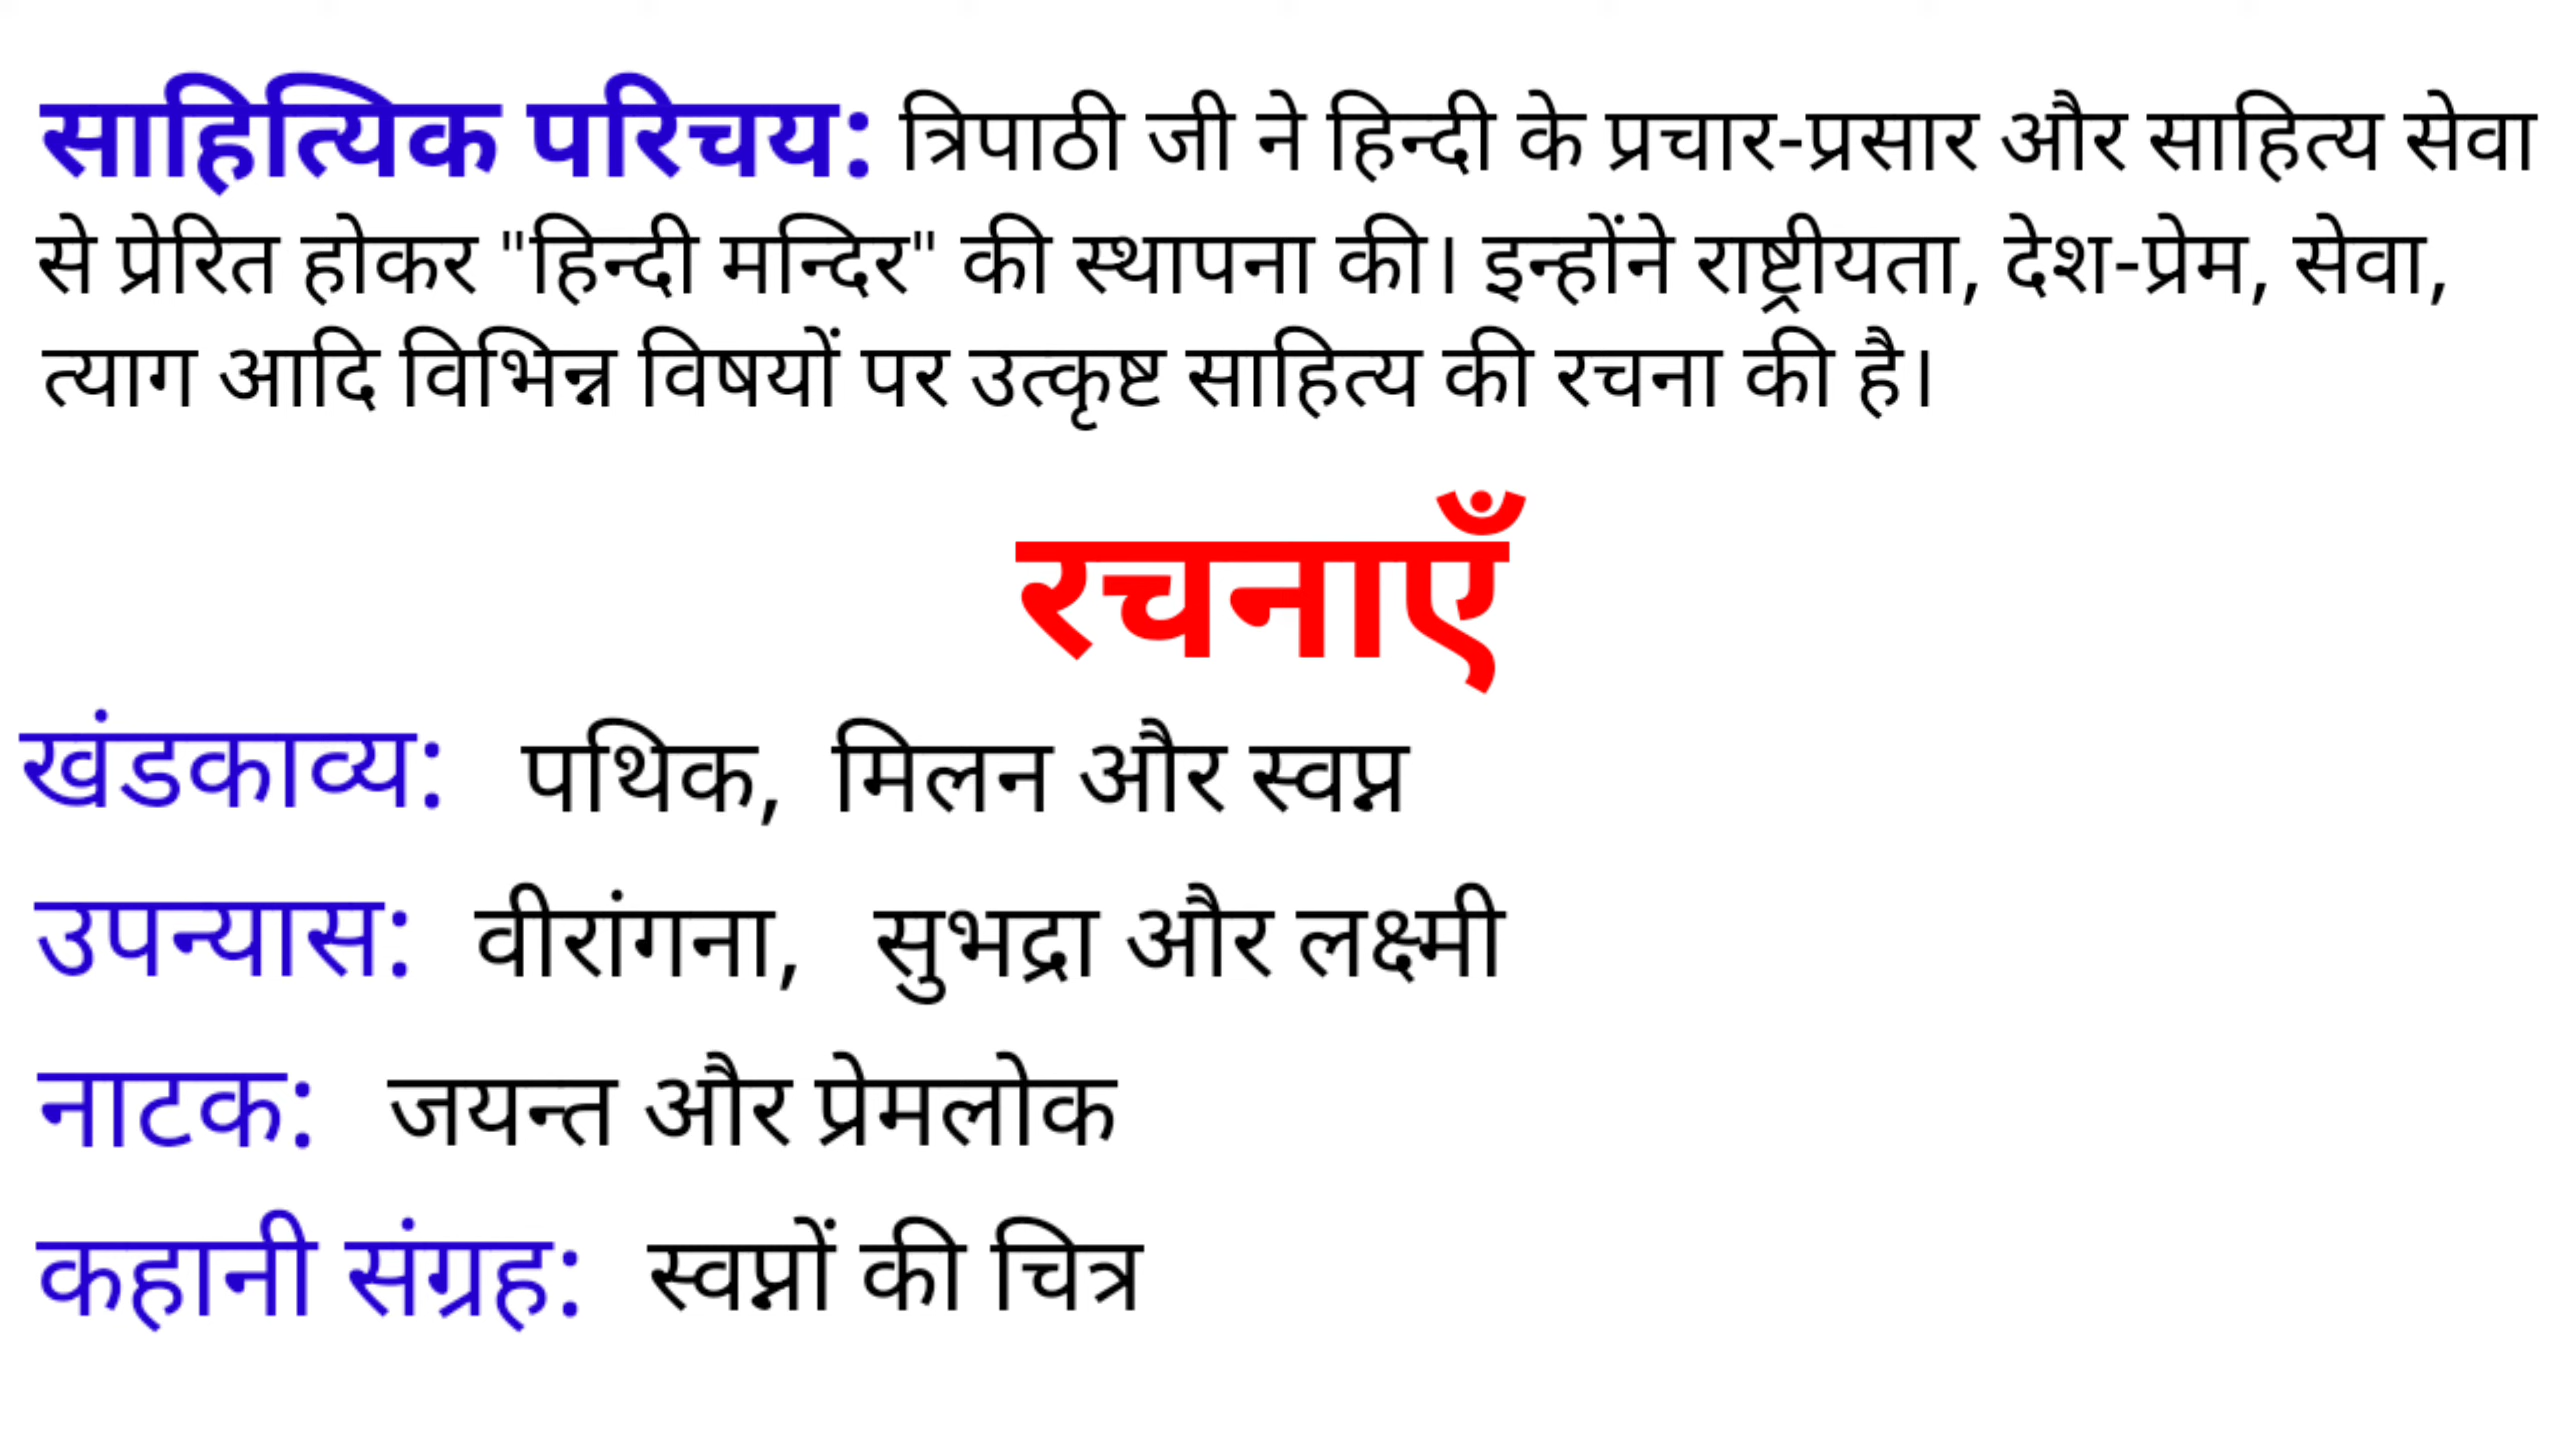 साहित्यिक परिचय: त्रिपाठी जी ने हिन्दी के प्रचार-प्रसार और साहित्य सेवा
से प्रेरित होकर "हिन्दी मन्दिर" की स्थापना की। इन्होंने राष्ट्रीयता, देश-प्रेम, सेवा,
त्याग आदि विभिन्न विषयों पर उत्कृष्ट साहित्य की रचना की है।
रचनाएँ
खंडकाव्य: पथिक, मिलन और स्वप्न
उपन्यास: वीरांगना, सुभद्रा और लक्ष्मी
नाटक: जयन्त और प्रेमलोक
कहानी संग्रह: स्वप्नों की चित्र